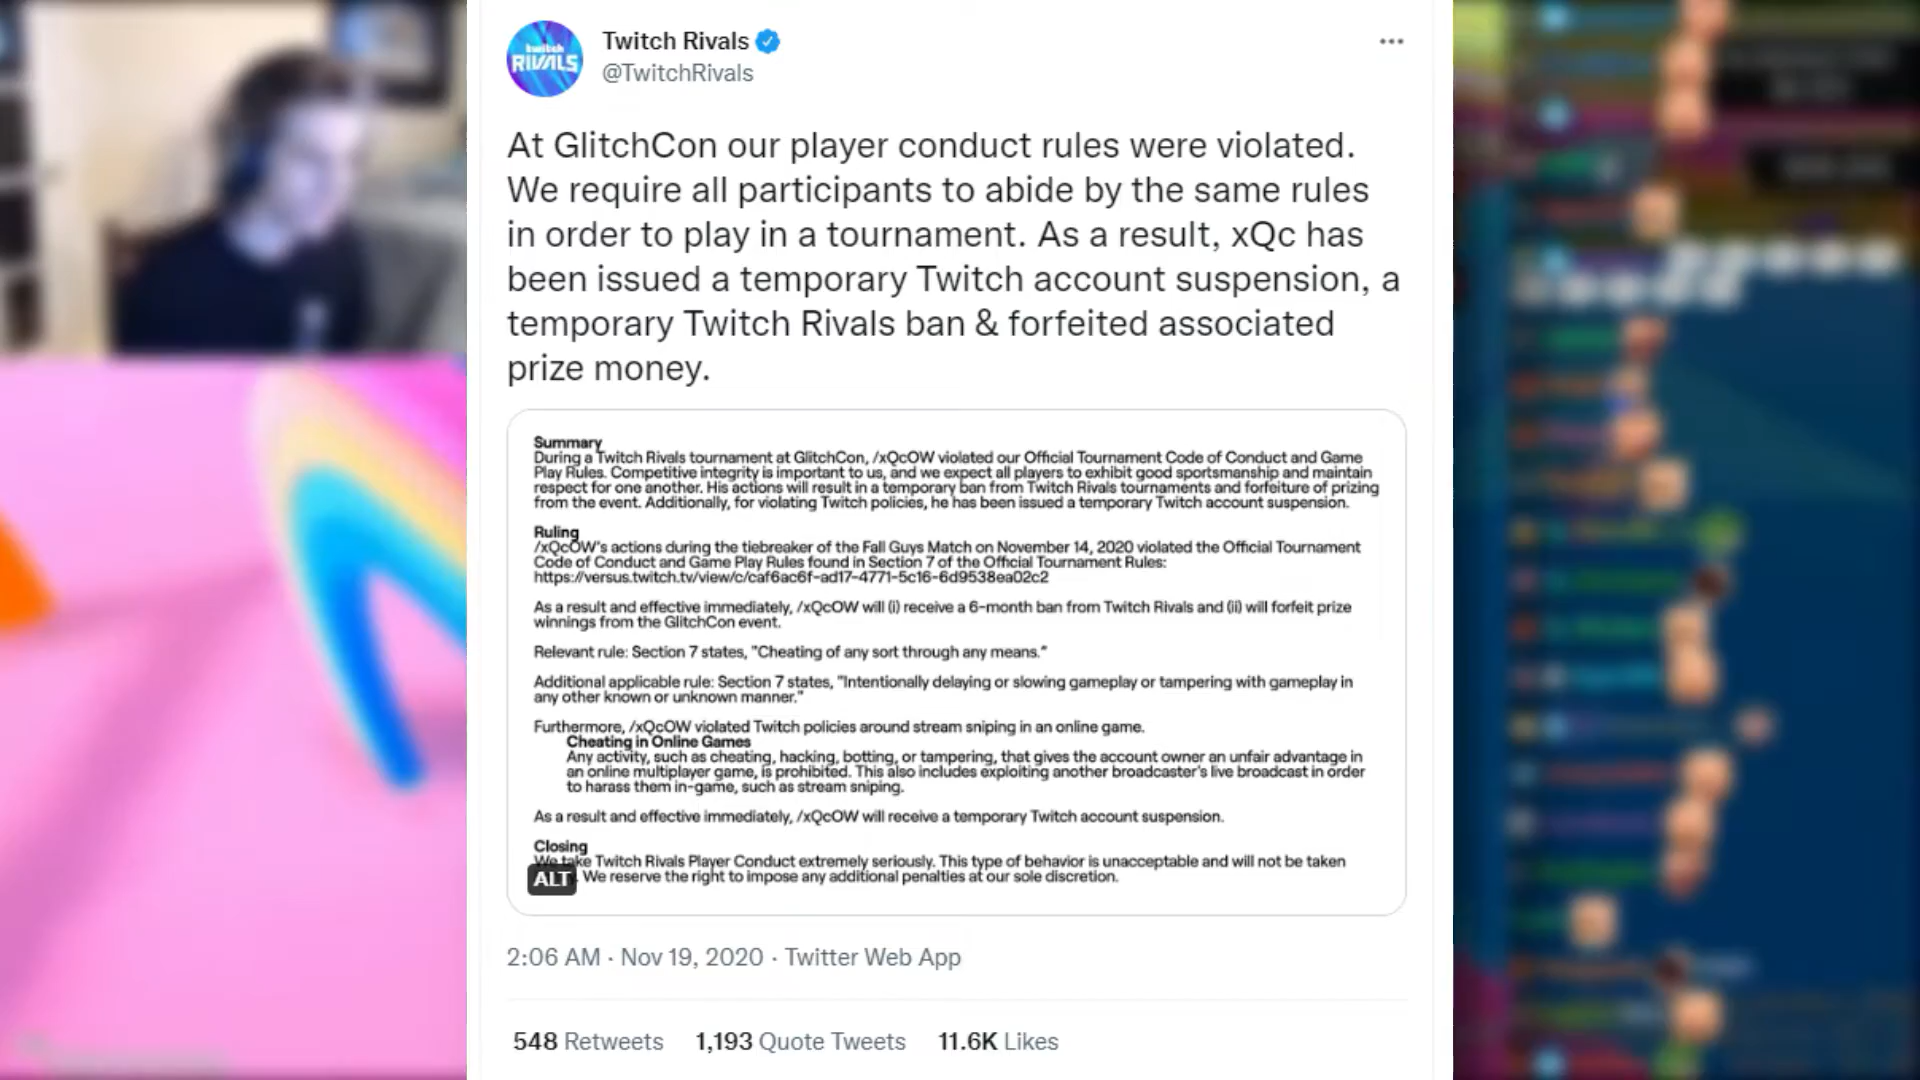 twitch
RIVALS
Twitch Rivals
@TwitchRivals
At GlitchCon our player conduct rules were violated.
We require all participants to abide by the same rules
in order to play in a tournament. As a result, xQc has
been issued a temporary Twitch account suspension, a
temporary Twitch Rivals ban & forfeited associated
prize money.
Summary
During a Twitch Rivals tournament at GlitchCon, /xQcOW violated our Official Tournament Code of Conduct and Game
Play Rules. Competitive integrity is important to us, and we expect all players to exhibit good sportsmanship and maintain
respect for one another. His actions will result in a temporary ban from Twitch Rivals tournaments and forfeiture of prizing
from the event. Additionally, for violating Twitch policies, he has been issued a temporary Twitch account suspension.
Ruling
/xQcOW's actions during the tiebreaker of the Fall Guys Match on November 14, 2020 violated the Official Tournament
Code of Conduct and Game Play Rules found in Section 7 of the Official Tournament Rules:
https://versus.twitch.tv/view/c/caf6ac6f-ad17-4771-5c16-6d9538ea02c2
As a result and effective immediately, /xQcOW will (i) receive a 6-month ban from Twitch Rivals and (ii) will forfeit prize
winnings from the GlitchCon event.
Relevant rule: Section 7 states, "Cheating of any sort through any means."
Additional applicable rule: Section 7 states, "Intentionally delaying or slowing gameplay or tampering with gameplay in
any other known or unknown manner."
Furthermore, /xQcOW violated Twitch policies around stream sniping in an online game.
Cheating in Online Games
Any activity, such as cheating, hacking, botting, or tampering, that gives the account owner an unfair advantage in
an online multiplayer game, is prohibited. This also includes exploiting another broadcaster's live broadcast in order
to harass them in-game, such as stream sniping.
As a result and effective immediately, /xQcOW will receive a temporary Twitch account suspension.
Closing
We take Twitch Rivals Player Conduct extremely seriously. This type of behavior is unacceptable and will not be taken
ALT . We reserve the right to impose any additional penalties at our sole discretion.
2:06 AM · Nov 19, 2020 · Twitter Web App
548 Retweets 1,193 Quote Tweets 11.6K Likes